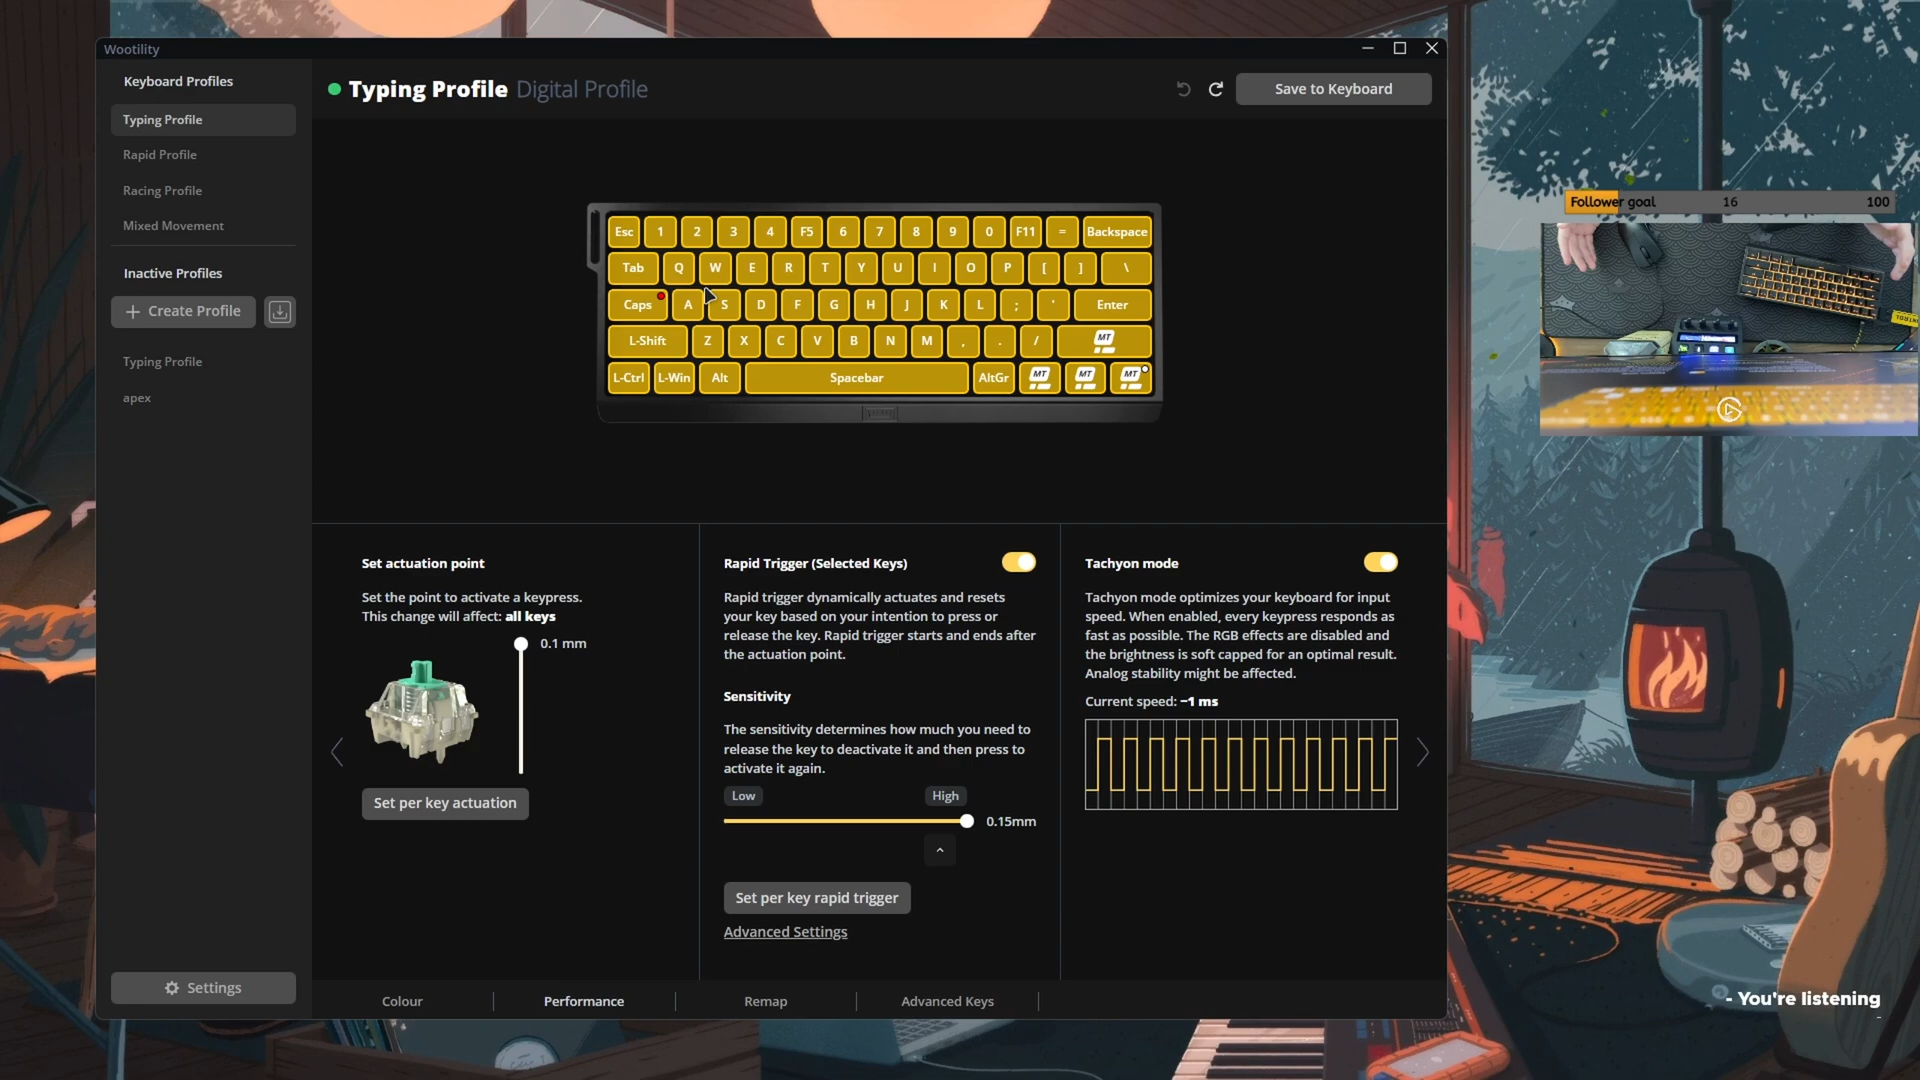 Wootility
Keyboard Profiles
Typing Profile
Rapid Profile
Racing Profile
Mixed Movement
Inactive Profiles
Create Profile
Typing Profile
apex
Settings
Typing Profile Digital Profile
Save to Keyboard
Esc 1 2 3 4 F5 6 7 8 9 0 F11 = Backspace
Tab Q W E R T Y U I O P [ ] \
Caps A S D F G H J K L ; ' Enter
L-Shift Z X C V B N M , . / MT
L-Ctrl L-Win Alt Spacebar AltGr MT MT MT
Set actuation point
Set the point to activate a keypress.
This change will affect: all keys
0.1 mm
Set per key actuation
Rapid Trigger (Selected Keys)
Rapid trigger dynamically actuates and resets
your key based on your intention to press or
release the key. Rapid trigger starts and ends after
the actuation point.
Sensitivity
The sensitivity determines how much you need to
release the key to deactivate it and then press to
activate it again.
Low High
0.15mm
Set per key rapid trigger
Advanced Settings
Tachyon mode
Tachyon mode optimizes your keyboard for input
speed. When enabled, every keypress responds as
fast as possible. The RGB effects are disabled and
the brightness is soft capped for an optimal result.
Analog stability might be affected.
Current speed: ~1 ms
Colour Performance Remap Advanced Keys
Follower goal 16 100
- You're listening
-